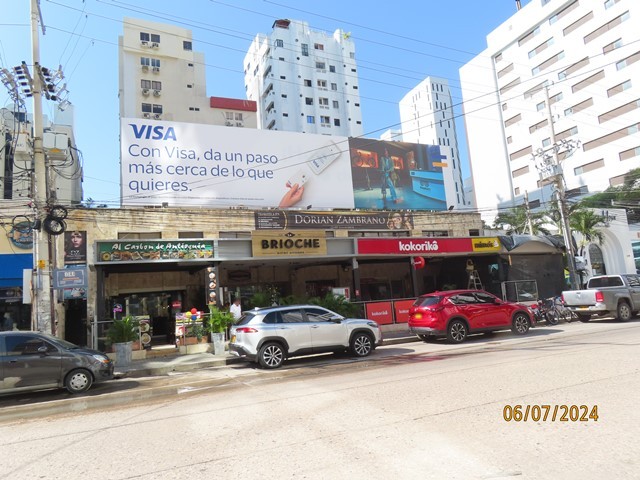 VISA
Con Visa, da un paso
más cerca de lo que
quieres.
DORIAN ZAMBRANO
Al Carbon de Antioquia
BRIOCHE
kokoriko
06/07/2024